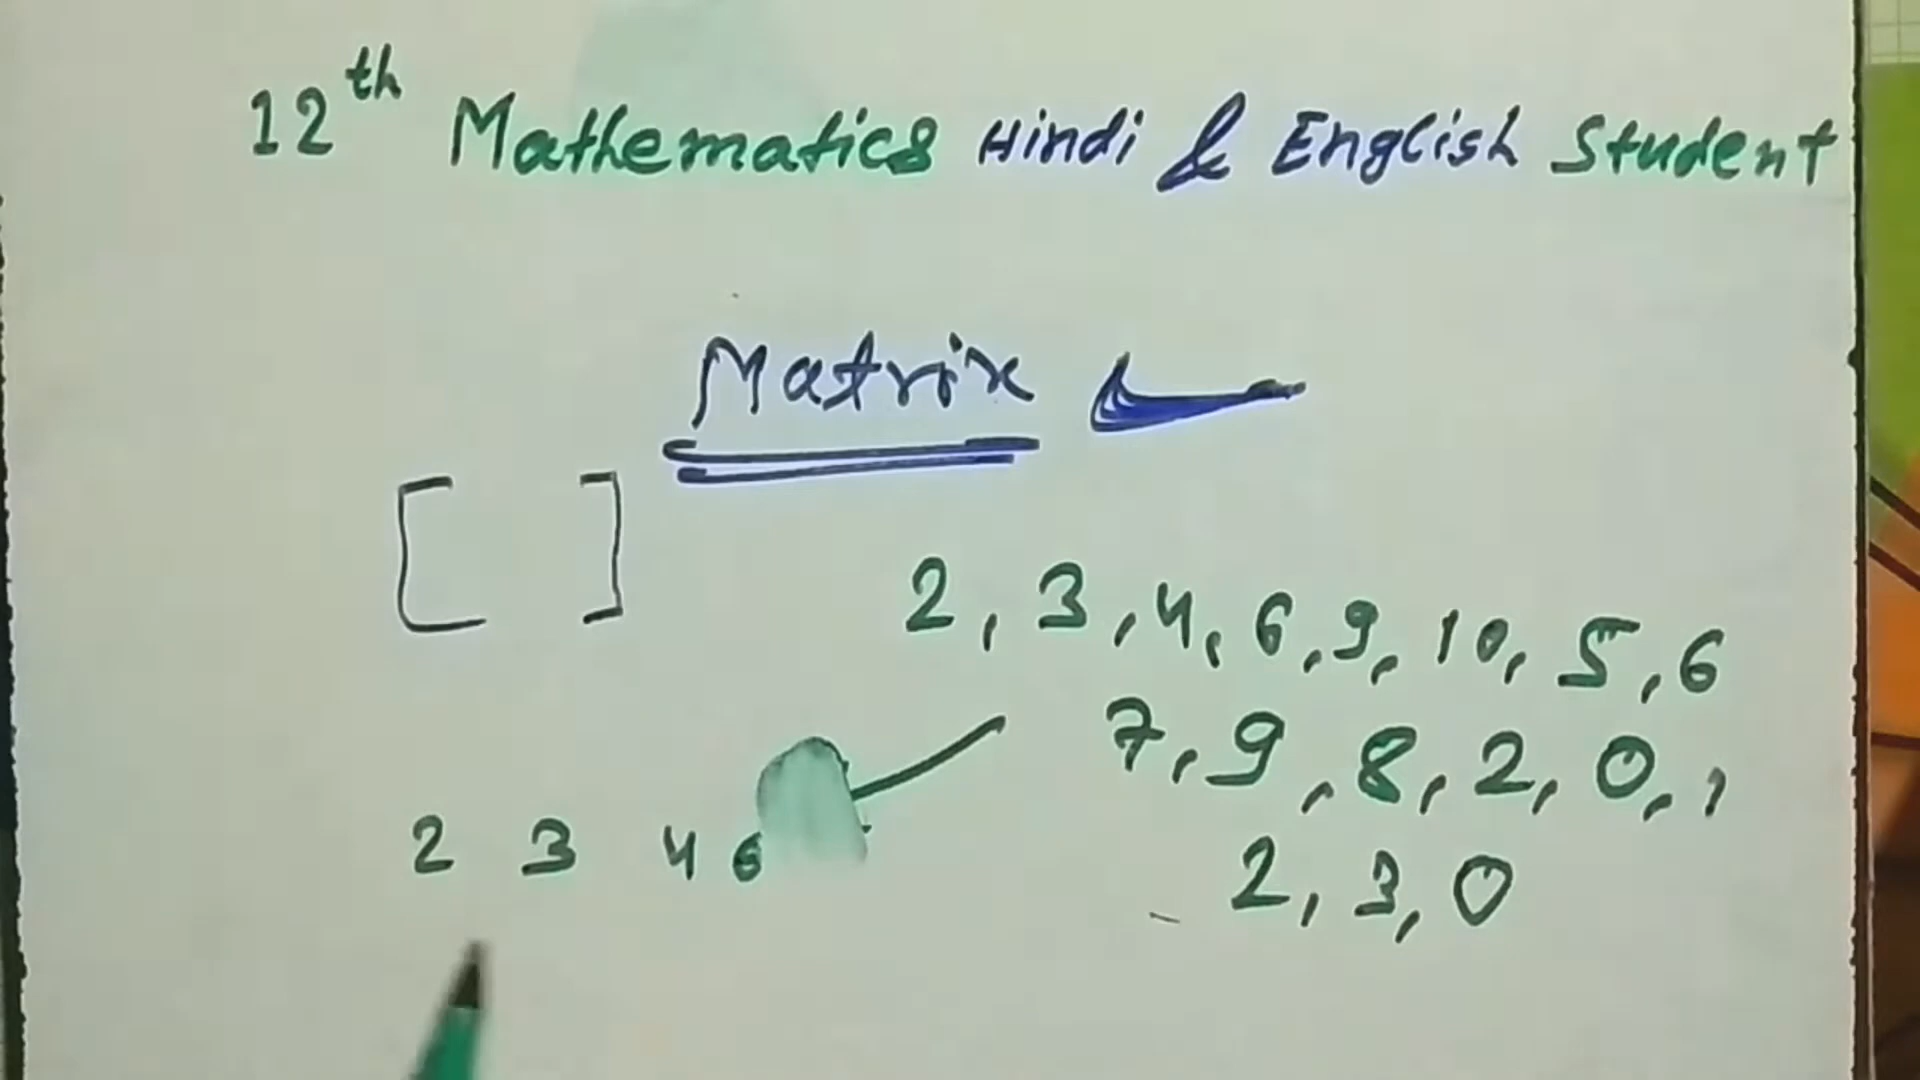 12th Mathematics Hindi & English Student
Matrix
[ ]
2, 3, 4, 6, 9, 10, 5, 6
7, 9, 8, 2, 0, 1
2, 3, 0
2 3 4 6